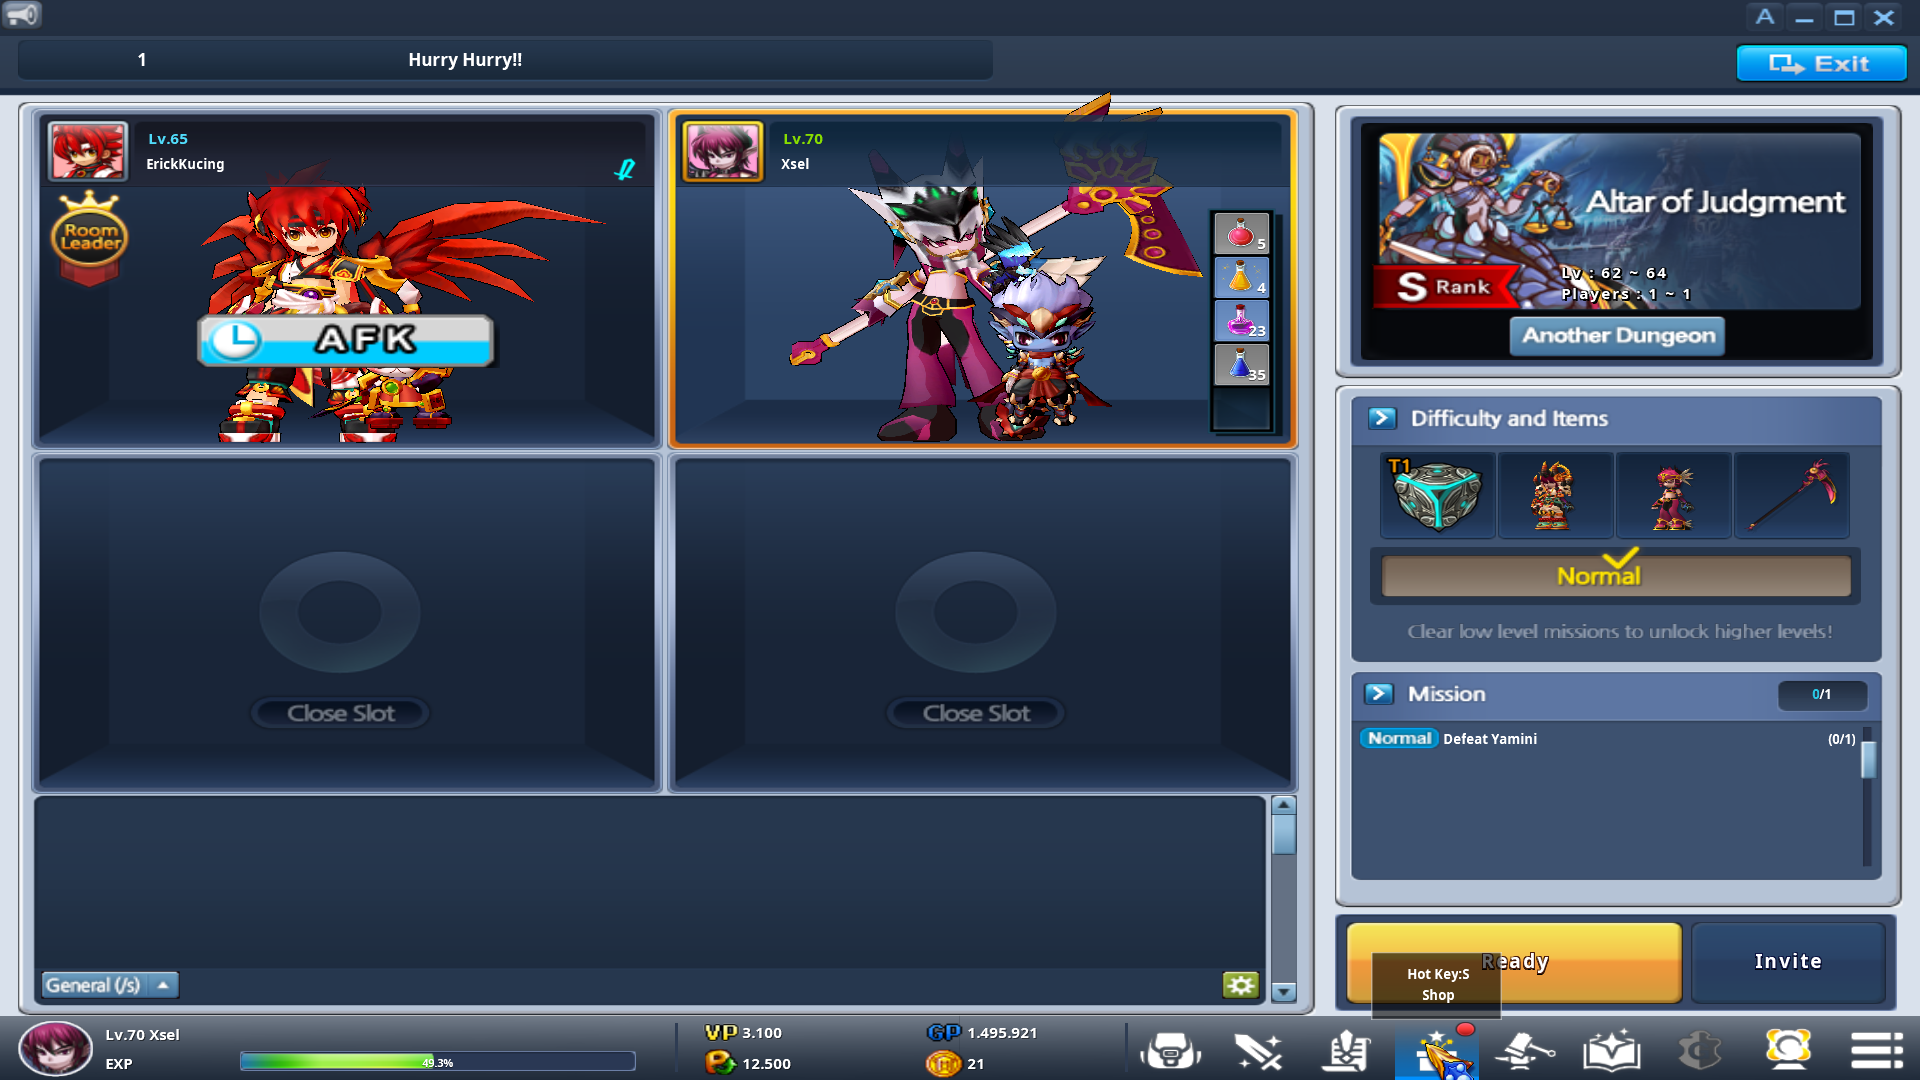 A
1
Hurry Hurry!!
Exit
Lv.65
ErickKucing
Room
Leader
AFK
Lv.70
Xsel
5
4
23
35
Close Slot
Close Slot
General (/s)
Altar of Judgment
S Rank
Lv : 62 ~ 64
Players : 1 ~ 1
Another Dungeon
Difficulty and Items
T1
Normal
Clear low level missions to unlock higher levels!
Mission
0/1
Normal Defeat Yamini (0/1)
Ready
Invite
Hot Key:S
Shop
Lv.70 Xsel
EXP
49.3%
VP 3.100
GP 1.495.921
12.500
21